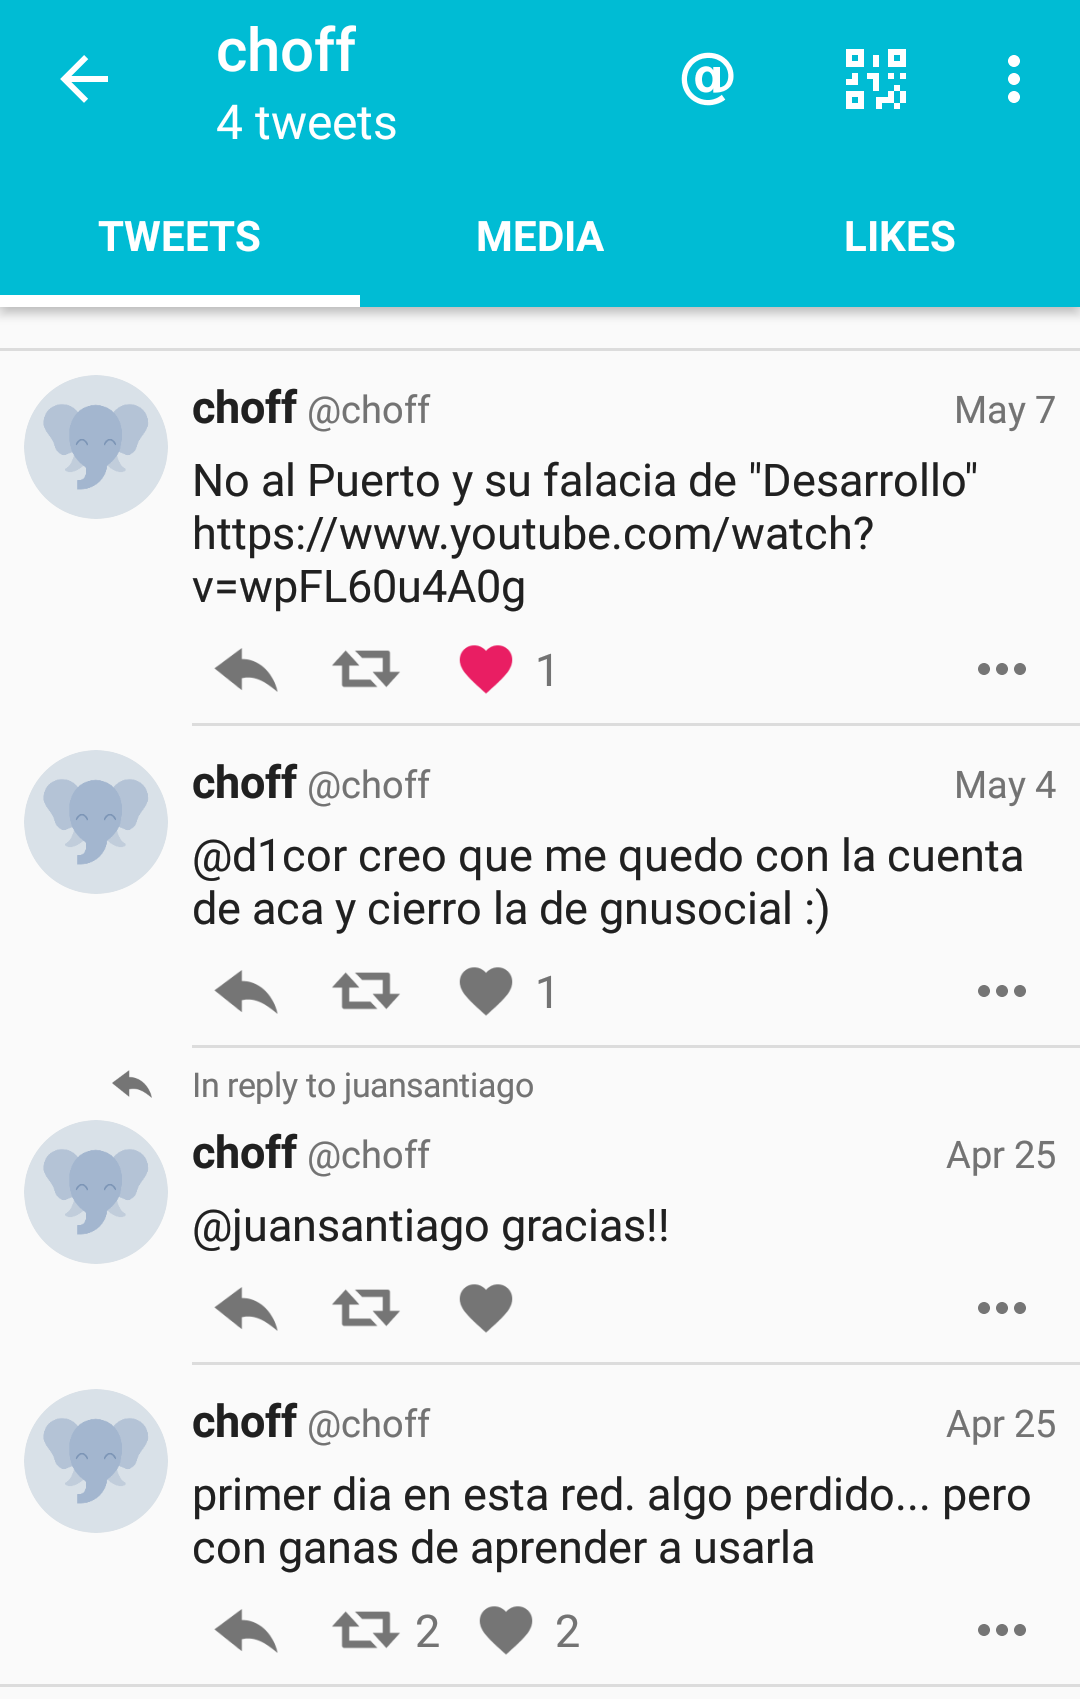 choff
4 tweets
TWEETS
MEDIA
LIKES
choff @choff May 7
No al Puerto y su falacia de "Desarrollo"
https://www.youtube.com/watch?
v=wpFL60u4A0g
1
choff @choff May 4
@d1cor creo que me quedo con la cuenta
de aca y cierro la de gnusocial :)
1
In reply to juansantiago
choff @choff Apr 25
@juansantiago gracias!!
choff @choff Apr 25
primer dia en esta red. algo perdido... pero
con ganas de aprender a usarla
2 2